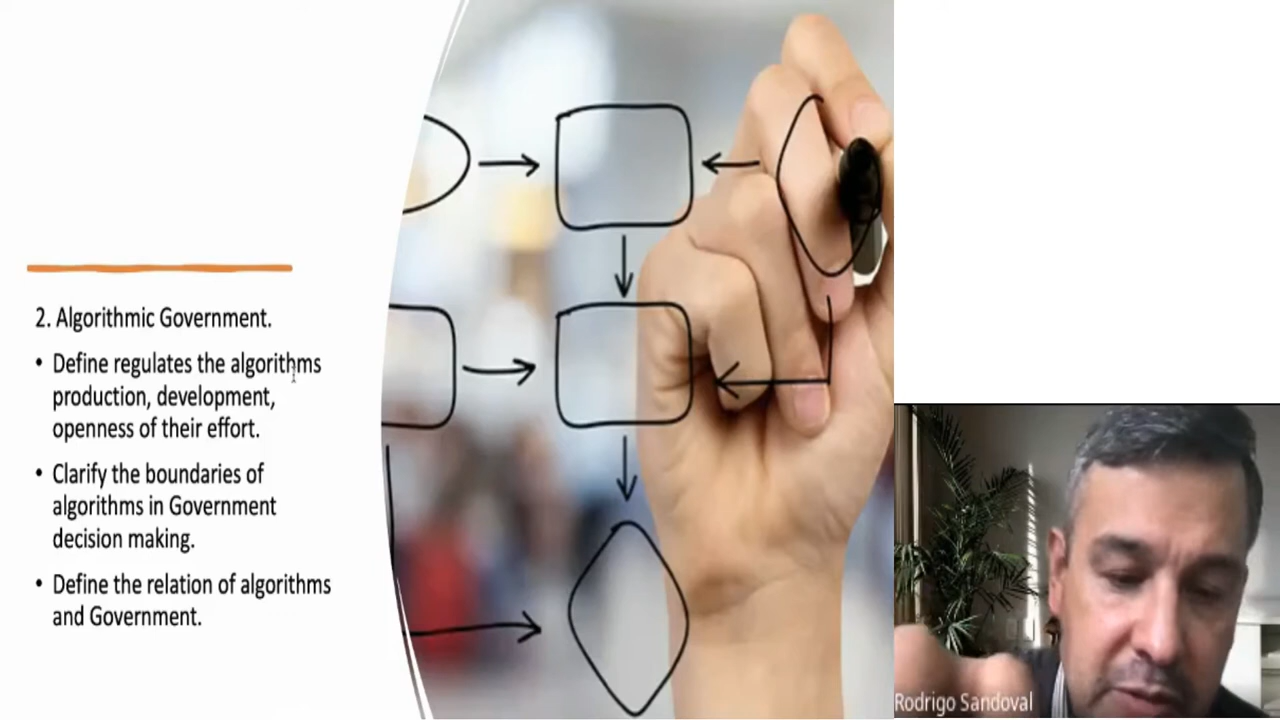 2. Algorithmic Government.
• Define regulates the algorithms
production, development,
openness of their effort.
• Clarify the boundaries of
algorithms in Government
decision making.
• Define the relation of algorithms
and Government.
Rodrigo Sandoval